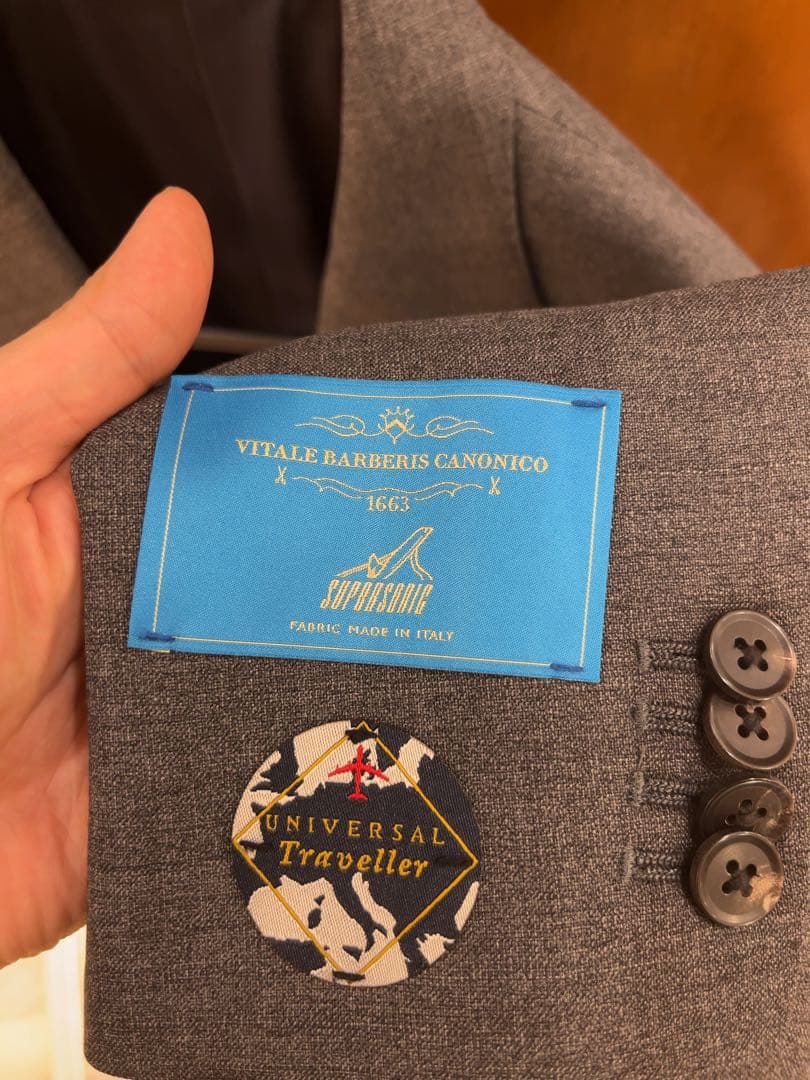 VITALE BARBERIS CANONICO
1663
SUPERSONIC
FABRIC MADE IN ITALY
UNIVERSAL
Traveller